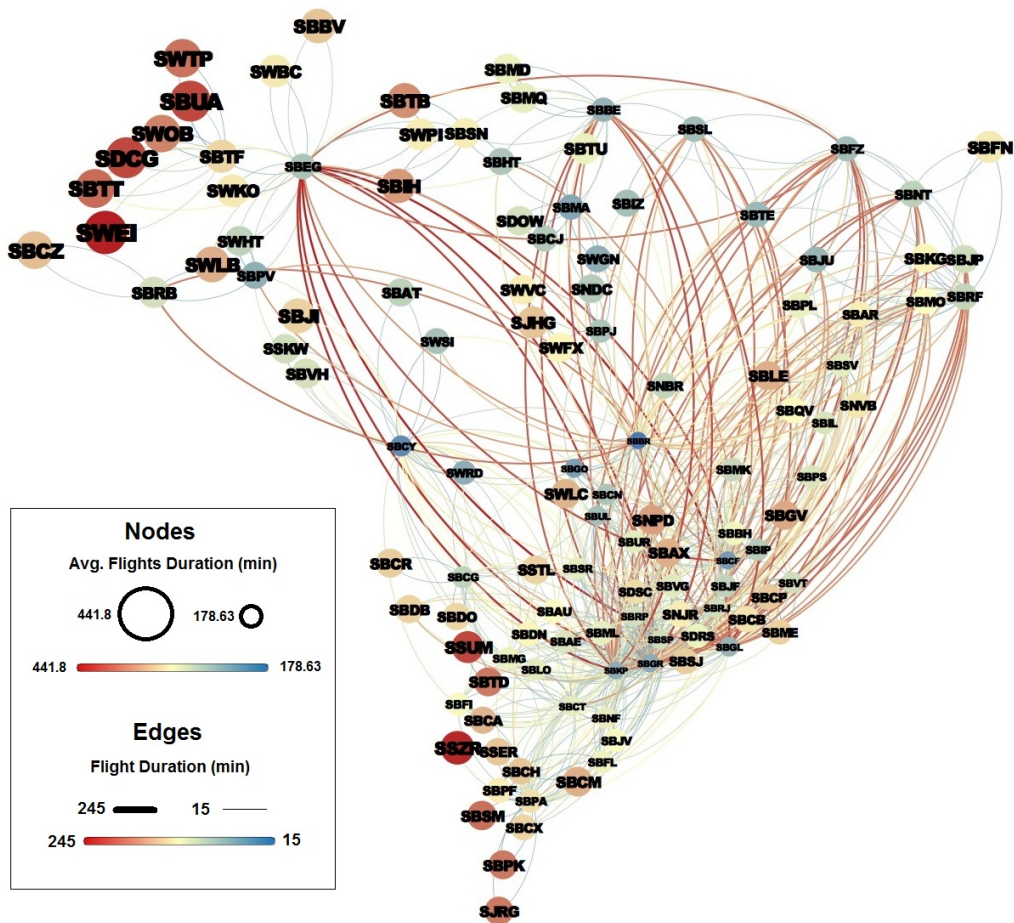 SBBV
SWTP
SWBC
SBMD
SBUA
SBTB
SBMQ
SBBE
SWOB
SWPI
SBSN
SBSL
SBFN
SDCG
SBTF
SBEG
SBHT
SBTU
SBFZ
SBTT
SWKO
SBIH
SBNT
SBMA
SBIZ
SBTE
SWEI
SDOW
SWHT
SBCJ
SBCZ
SWLB
SBPV
SWGN
SBJU
SBKG
SBJP
SBRB
SBAT
SWVC
SNDC
SBPL
SBMO
SBRF
SBJI
SJHG
SBPJ
SBAR
SSKW
SWSI
SWFX
SBVH
SNBR
SBLE
SBSV
SBQV
SNVB
SBIL
SBCY
SBBR
SWRD
SBGO
SBMK
SBPS
SWLC
SBCN
SBUL
SNPD
SBGV
SBBH
SBUR
SBAX
SBIP
SBCF
SBCR
SBCG
SSTL
SBSR
SDSC
SBVG
SBJF
SBVT
SBCP
SBDB
SBDO
SBAU
SBRP
SNJR
SBRJ
SBCB
SBDN
SBAE
SBML
SBSP
SDRS
SBME
SSUM
SBMG
SBLO
SBKP
SBGR
SBSJ
SBGL
SBTD
SBFI
SBCT
SBCA
SBNF
SSZR
SSER
SBJV
SBCH
SBCM
SBFL
SBPF
SBPA
SBSM
SBCX
SBPK
SJRG
Nodes
Avg. Flights Duration (min)
441.8 178.63
441.8 178.63
Edges
Flight Duration (min)
245 15
245 15